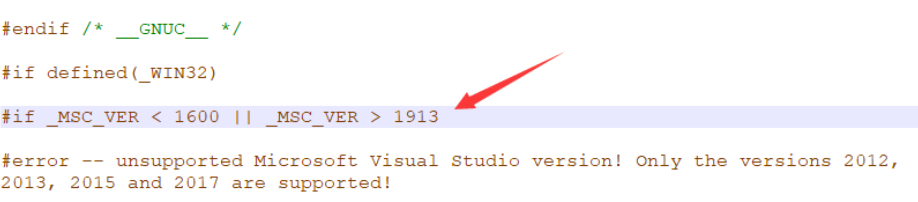 #endif /* __GNUC__ */
#if defined(_WIN32)
#if _MSC_VER < 1600 || _MSC_VER > 1913
#error -- unsupported Microsoft Visual Studio version! Only the versions 2012,
2013, 2015 and 2017 are supported!